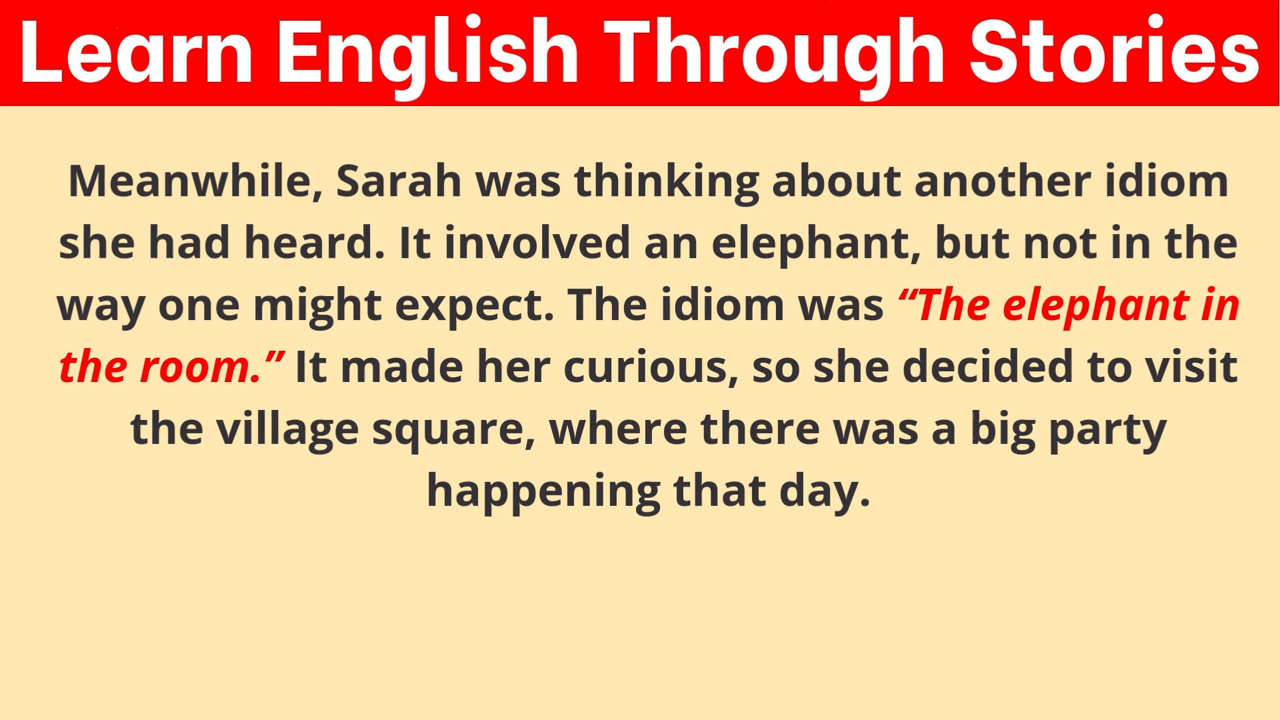 Learn English Through Stories
Meanwhile, Sarah was thinking about another idiom
she had heard. It involved an elephant, but not in the
way one might expect. The idiom was “The elephant in
the room.” It made her curious, so she decided to visit
the village square, where there was a big party
happening that day.